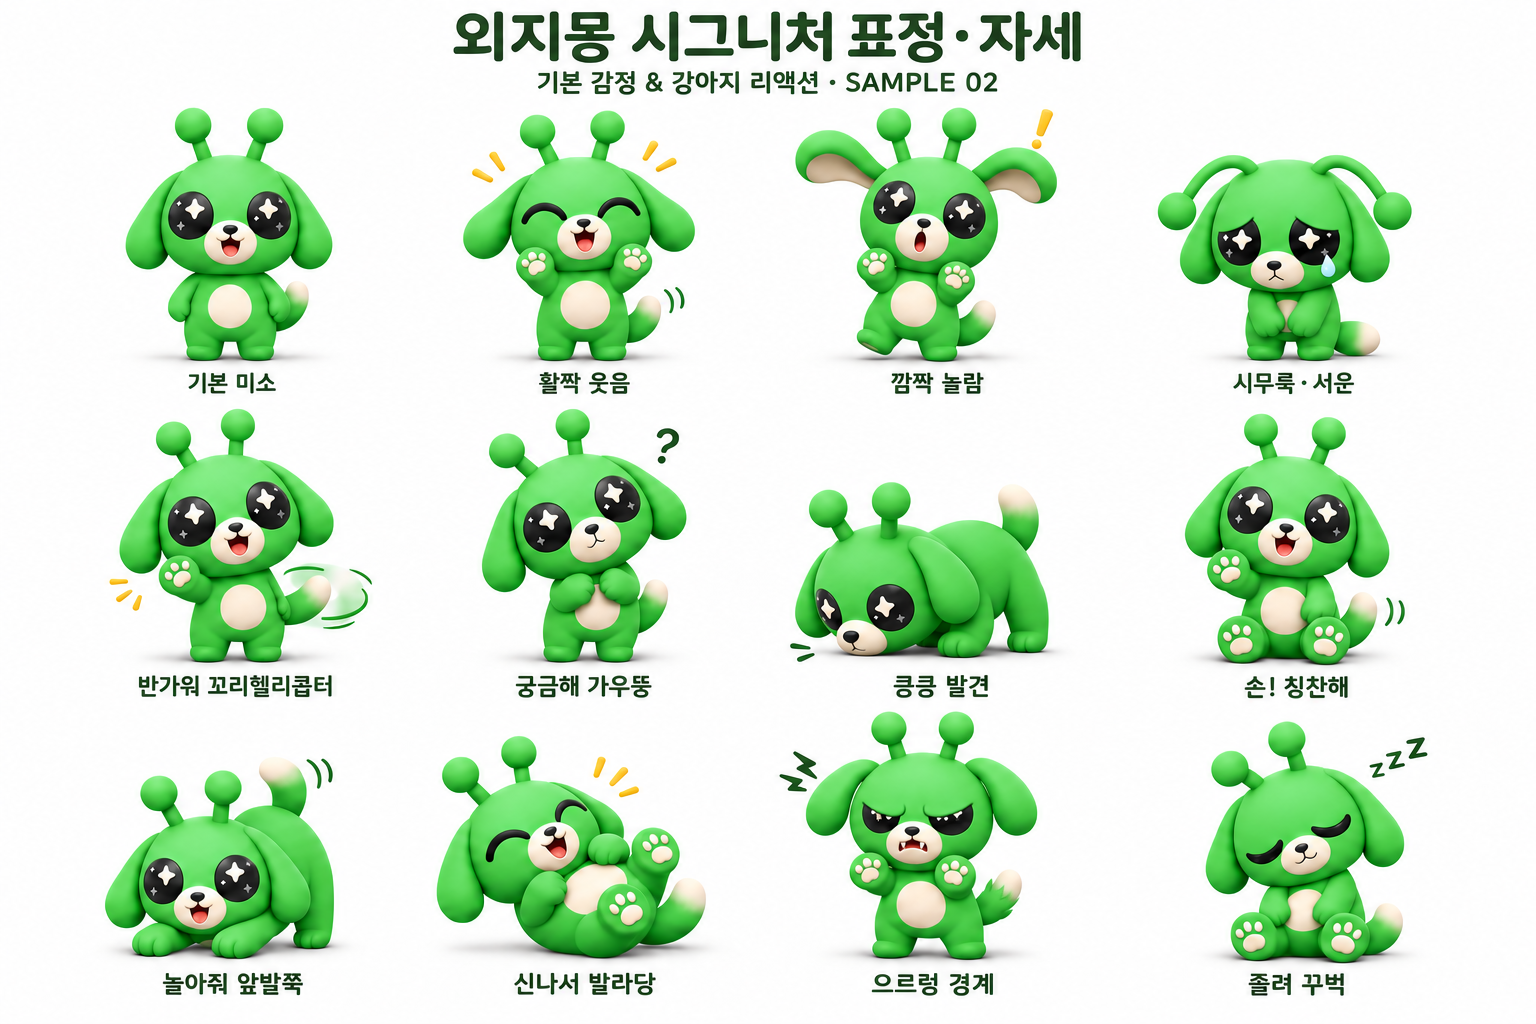 외지몽 시그니처 표정·자세
기본 감정 & 강아지 리액션 · SAMPLE 02
!
기본 미소
활짝 웃음
깜짝 놀람
시무룩·서운
?
반가워 꼬리헬리콥터
궁금해 갸우뚱
킁킁 발견
손! 칭찬해
zzZ
놀아줘 앞발쭉
신나서 발라당
으르렁 경계
졸려 꾸벅